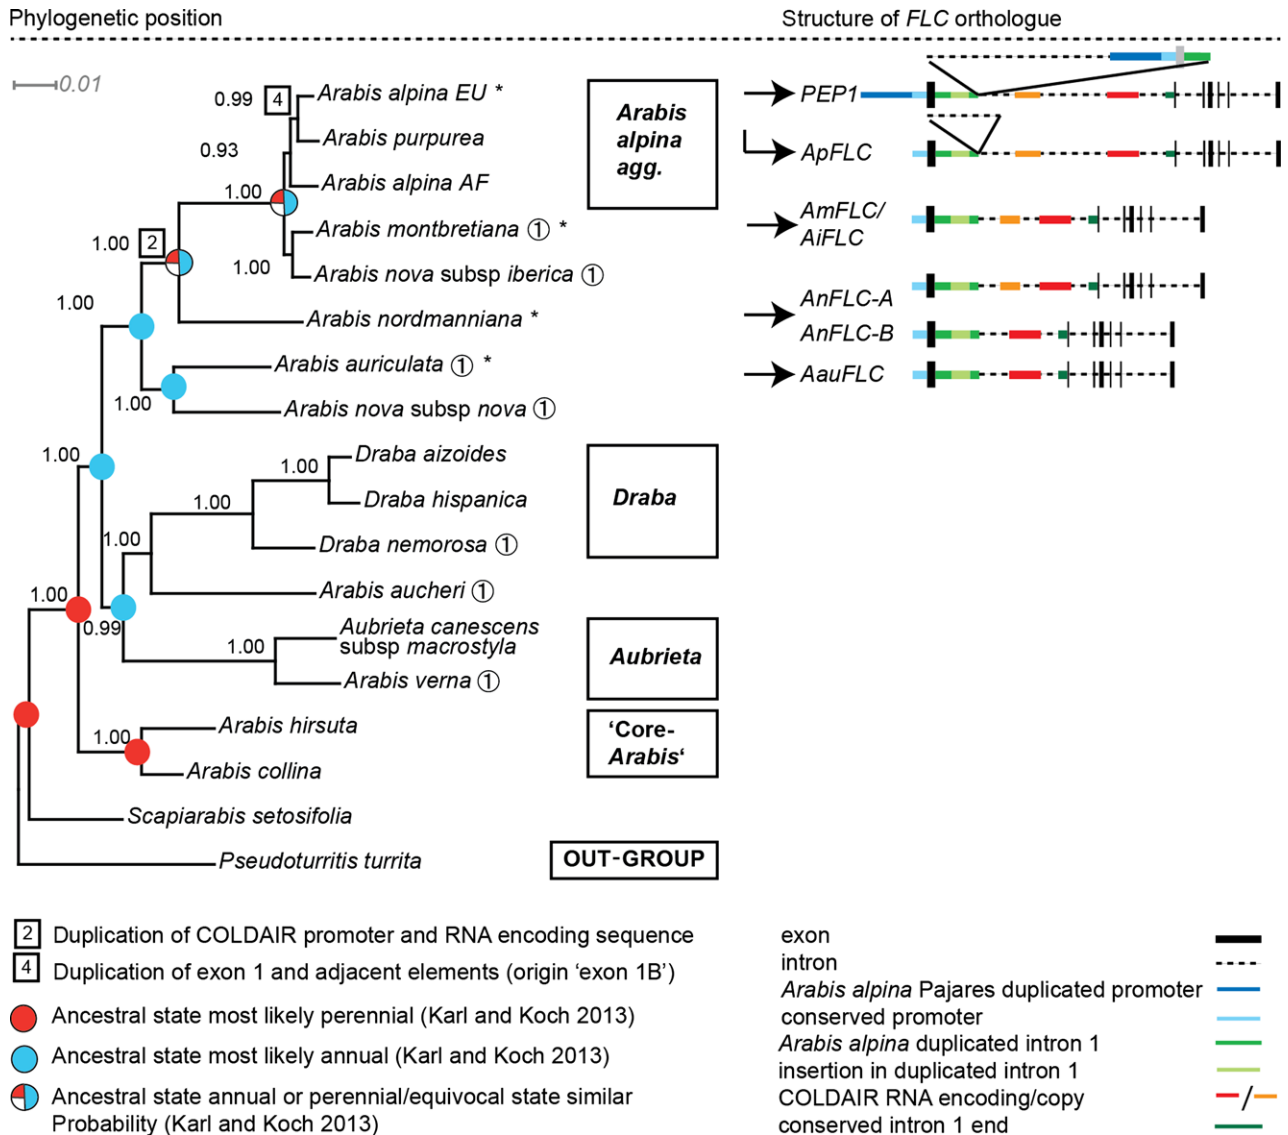 Phylogenetic position
Structure of FLC orthologue
0.01
0.99
4
Arabis alpina EU *
Arabis purpurea
0.93
Arabis alpina AF
1.00
Arabis montbretiana ① *
1.00
2
1.00
Arabis nova subsp iberica ①
1.00
Arabis nordmanniana *
Arabis auriculata ① *
1.00
Arabis nova subsp nova ①
1.00
Draba aizoides
1.00
Draba hispanica
1.00
Draba nemorosa ①
1.00
Arabis aucheri ①
1.00
0.99
Aubrieta canescens
subsp macrostyla
1.00
Arabis verna ①
Arabis hirsuta
1.00
Arabis collina
Scapiarabis setosifolia
Pseudoturritis turrita
Arabis
alpina
agg.
Draba
Aubrieta
‘Core-
Arabis‘
OUT-GROUP
PEP1
ApFLC
AmFLC/
AiFLC
AnFLC-A
AnFLC-B
AauFLC
2 Duplication of COLDAIR promoter and RNA encoding sequence
4 Duplication of exon 1 and adjacent elements (origin ‘exon 1B’)
Ancestral state most likely perennial (Karl and Koch 2013)
Ancestral state most likely annual (Karl and Koch 2013)
Ancestral state annual or perennial/equivocal state similar
Probability (Karl and Koch 2013)
exon
intron
Arabis alpina Pajares duplicated promoter
conserved promoter
Arabis alpina duplicated intron 1
insertion in duplicated intron 1
COLDAIR RNA encoding/copy
/
conserved intron 1 end